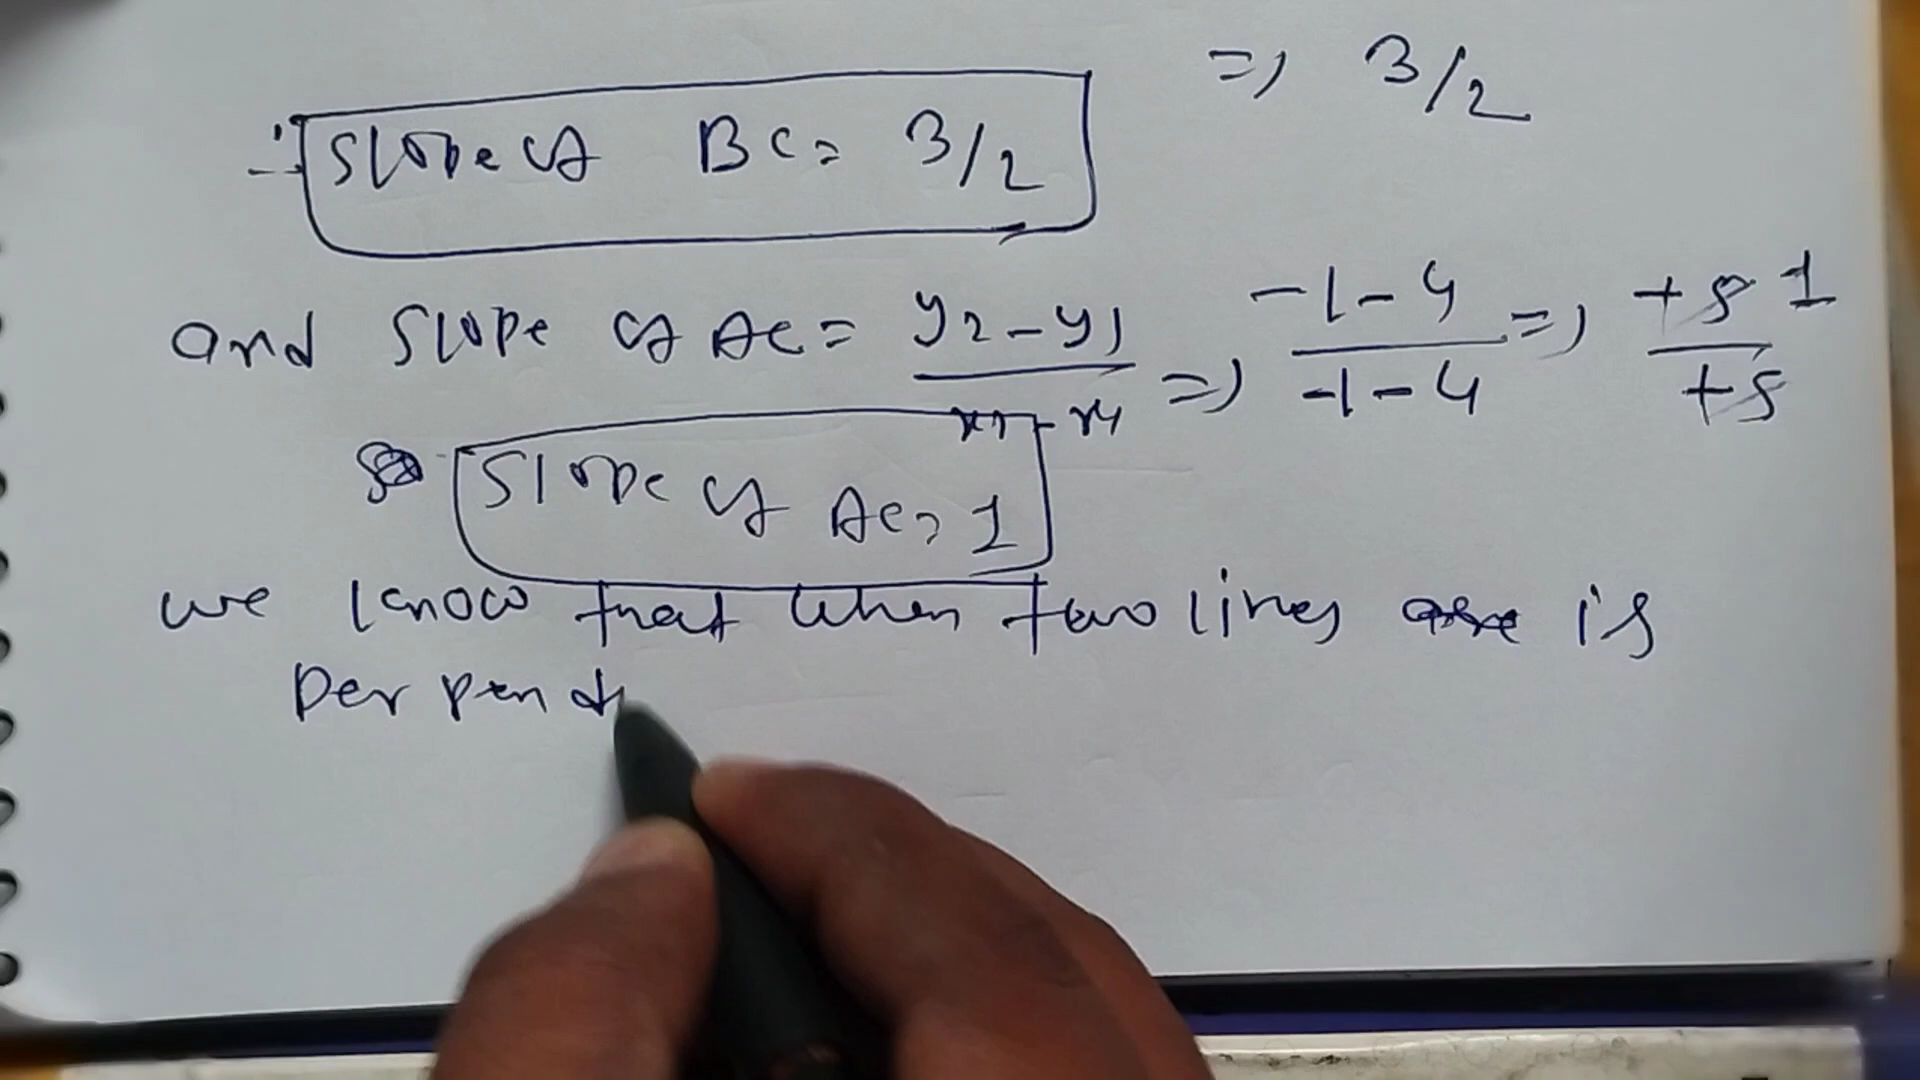 => 3/2
∴ Slope of BC = 3/2
and Slope of AC = y2-y1/x2-x1 => -1-4/-1-4 => +5/+5 1
Slope of AC = 1
we know that when two lines is
Perpend